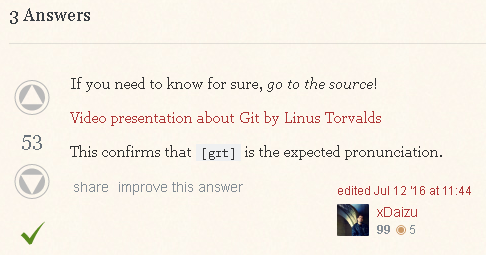 3 Answers
If you need to know for sure, go to the source!
Video presentation about Git by Linus Torvalds
53
This confirms that [gɪt] is the expected pronunciation.
share improve this answer
edited Jul 12 '16 at 11:44
xDaizu
99 5